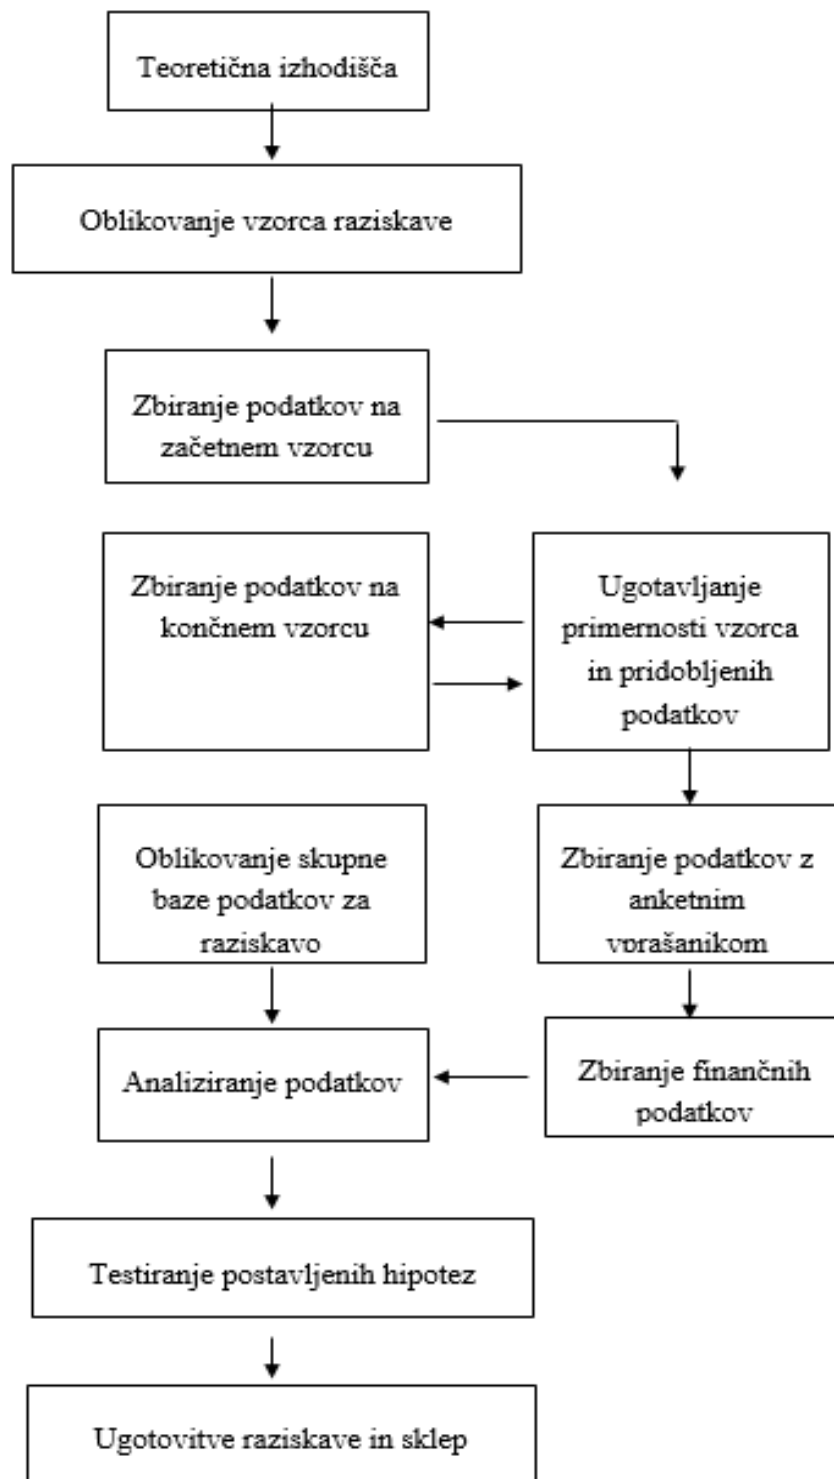 Teoretična izhodišča
Oblikovanje vzorca raziskave
Zbiranje podatkov na
začetnem vzorcu
Zbiranje podatkov na
končnem vzorcu
Ugotavljanje
primernosti vzorca
in pridobljenih
podatkov
Oblikovanje skupne
baze podatkov za
raziskavo
Zbiranje podatkov z
anketnim
vprašanikom
Analiziranje podatkov
Zbiranje finančnih
podatkov
Testiranje postavljenih hipotez
Ugotovitve raziskave in sklep